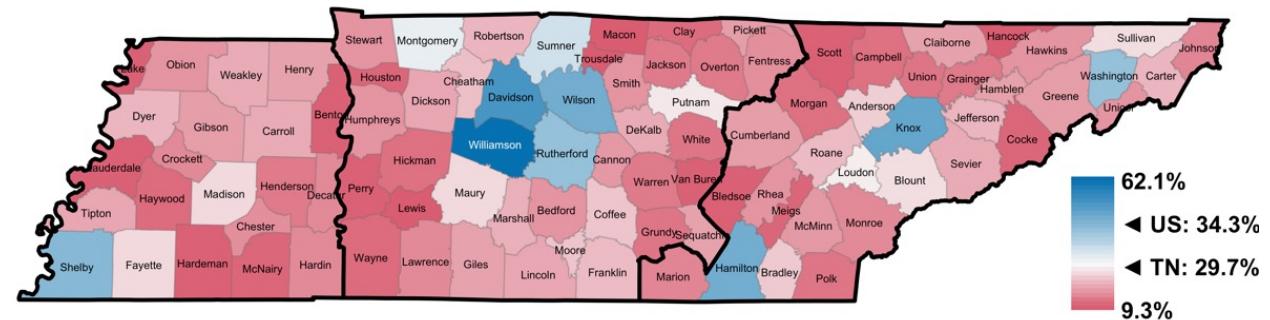 Stewart
Montgomery
Robertson
Sumner
Macon
Clay
Pickett
Trousdale
Jackson
Overton
Fentress
Scott
Campbell
Claiborne
Hancock
Hawkins
Sullivan
Johnson
Lake
Obion
Weakley
Henry
Houston
Cheatham
Davidson
Wilson
Smith
Putnam
Morgan
Anderson
Union
Grainger
Hamblen
Greene
Washington
Carter
Unicoi
Dyer
Gibson
Carroll
Benton
Humphreys
Dickson
Williamson
Rutherford
DeKalb
White
Cumberland
Roane
Knox
Jefferson
Cocke
Lauderdale
Crockett
Haywood
Madison
Henderson
Decatur
Perry
Hickman
Lewis
Maury
Cannon
Warren
Van Buren
Bledsoe
Rhea
Meigs
Loudon
Blount
Sevier
Tipton
Chester
Marshall
Bedford
Coffee
Grundy
Sequatchie
McMinn
Monroe
Shelby
Fayette
Hardeman
McNairy
Hardin
Wayne
Lawrence
Giles
Lincoln
Moore
Franklin
Marion
Hamilton
Bradley
Polk
62.1%
◄ US: 34.3%
◄ TN: 29.7%
9.3%